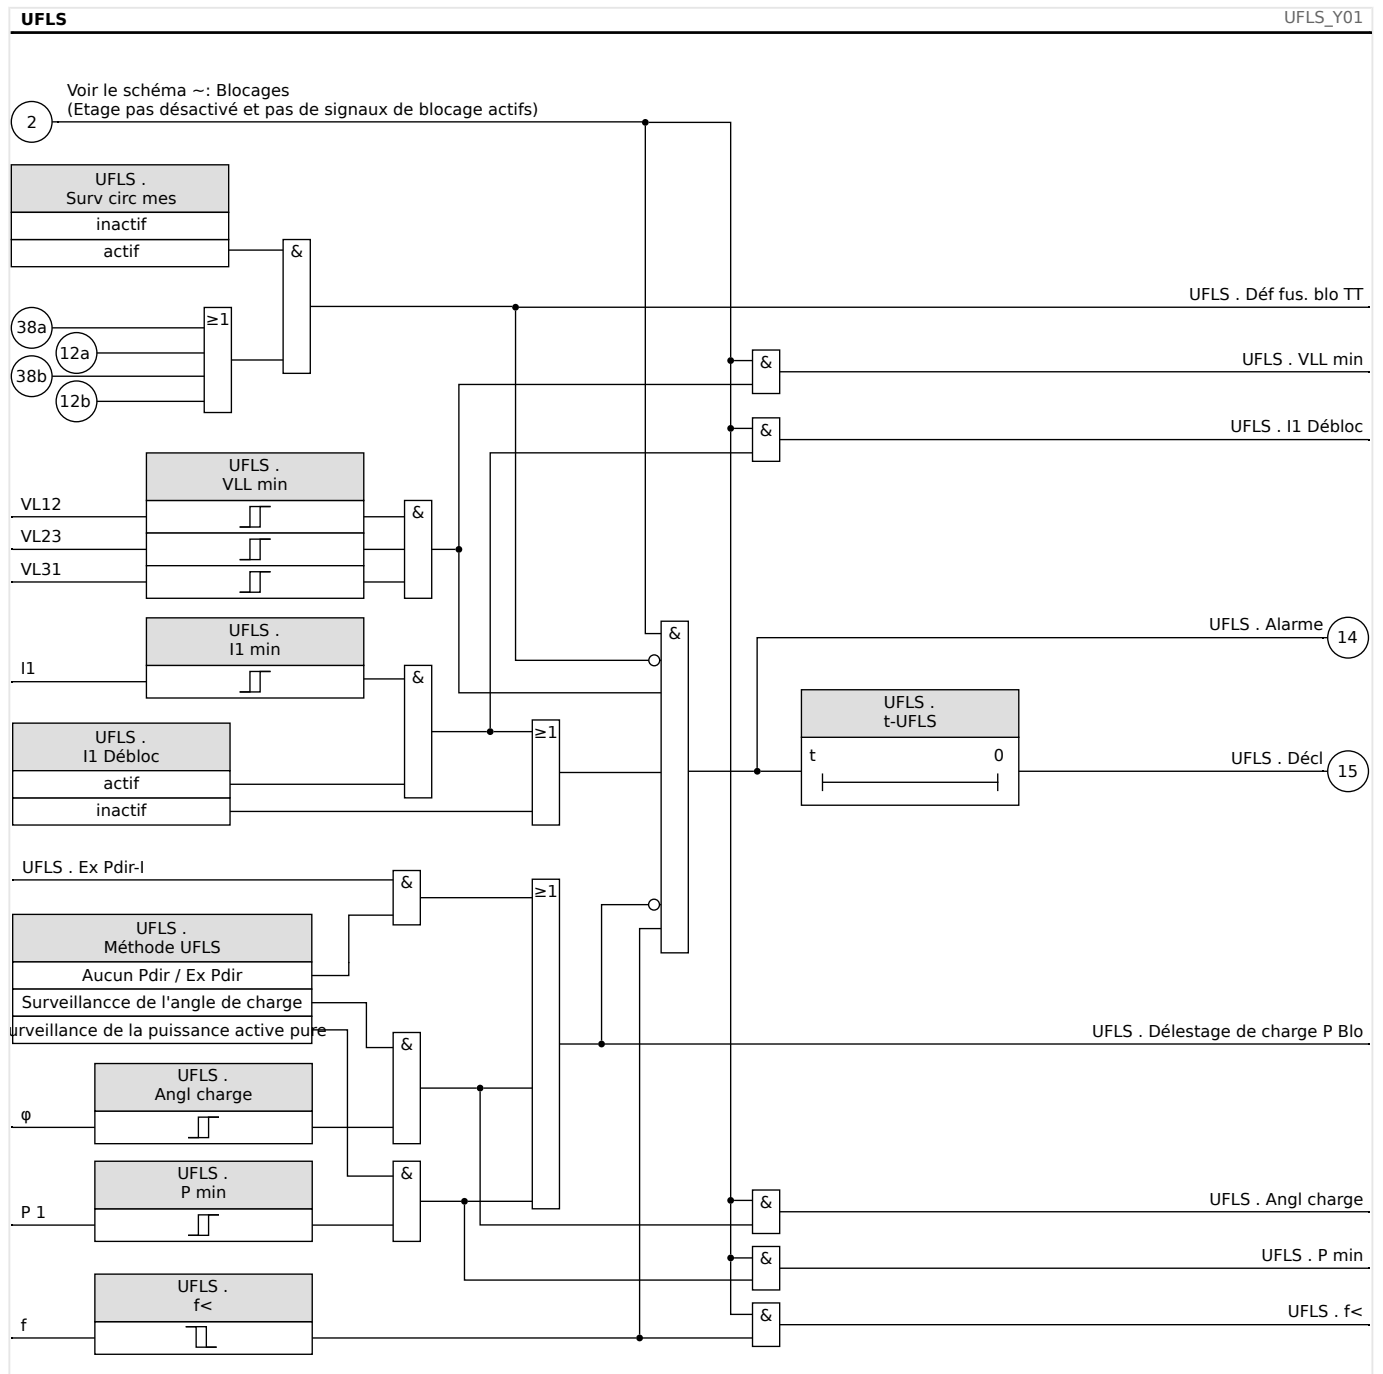 UFLS
UFLS_Y01
Voir le schéma ~: Blocages
(Etage pas désactivé et pas de signaux de blocage actifs)
2
UFLS .
Surv circ mes
inactif
actif
&
UFLS . Déf fus. blo TT
38a
12a
38b
12b
≥1
&
UFLS . VLL min
&
UFLS . I1 Débloc
UFLS .
VLL min
VL12
VL23
VL31
&
UFLS .
I1 min
I1
&
&
UFLS . Alarme
14
UFLS .
I1 Débloc
actif
inactif
≥1
UFLS .
t-UFLS
t
0
UFLS . Décl
15
UFLS . Ex Pdir-I
&
≥1
UFLS .
Méthode UFLS
Aucun Pdir / Ex Pdir
Surveillancce de l'angle de charge
urveillance de la puissance active pure
&
UFLS . Délestage de charge P Blo
UFLS .
Angl charge
φ
UFLS .
P min
P 1
&
&
UFLS . Angl charge
&
UFLS . P min
UFLS .
f<
f
&
UFLS . f<